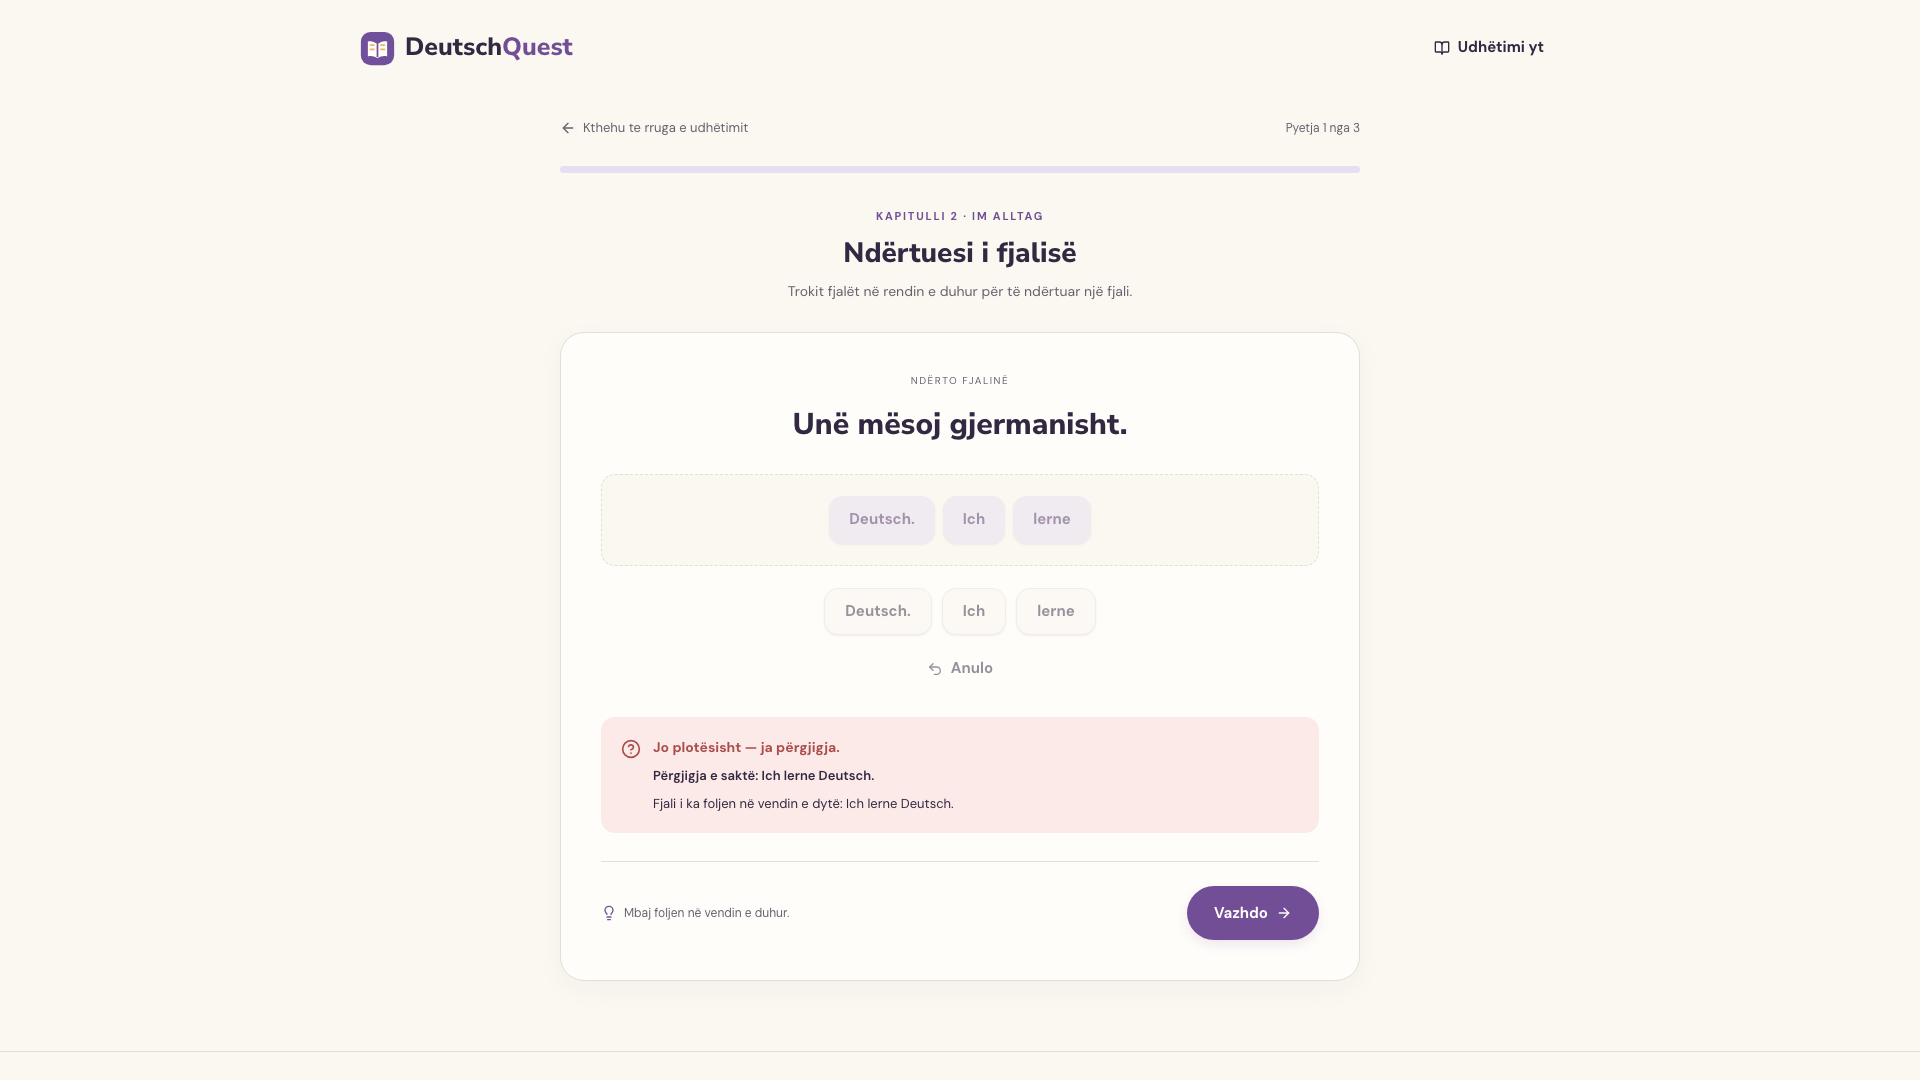 DeutschQuest
Udhëtimi yt
Kthehu te rruga e udhëtimit
Pyetja 1 nga 3
KAPITULLI 2 · IM ALLTAG
Ndërtuesi i fjalisë
Trokit fjalët në rendin e duhur për të ndërtuar një fjali.
NDËRTO FJALINË
Unë mësoj gjermanisht.
Deutsch. Ich lerne
Deutsch. Ich lerne
Anulo
Jo plotësisht — ja përgjigja.
Përgjigja e saktë: Ich lerne Deutsch.
Fjali i ka foljen në vendin e dytë: Ich lerne Deutsch.
Mbaj foljen në vendin e duhur.
Vazhdo